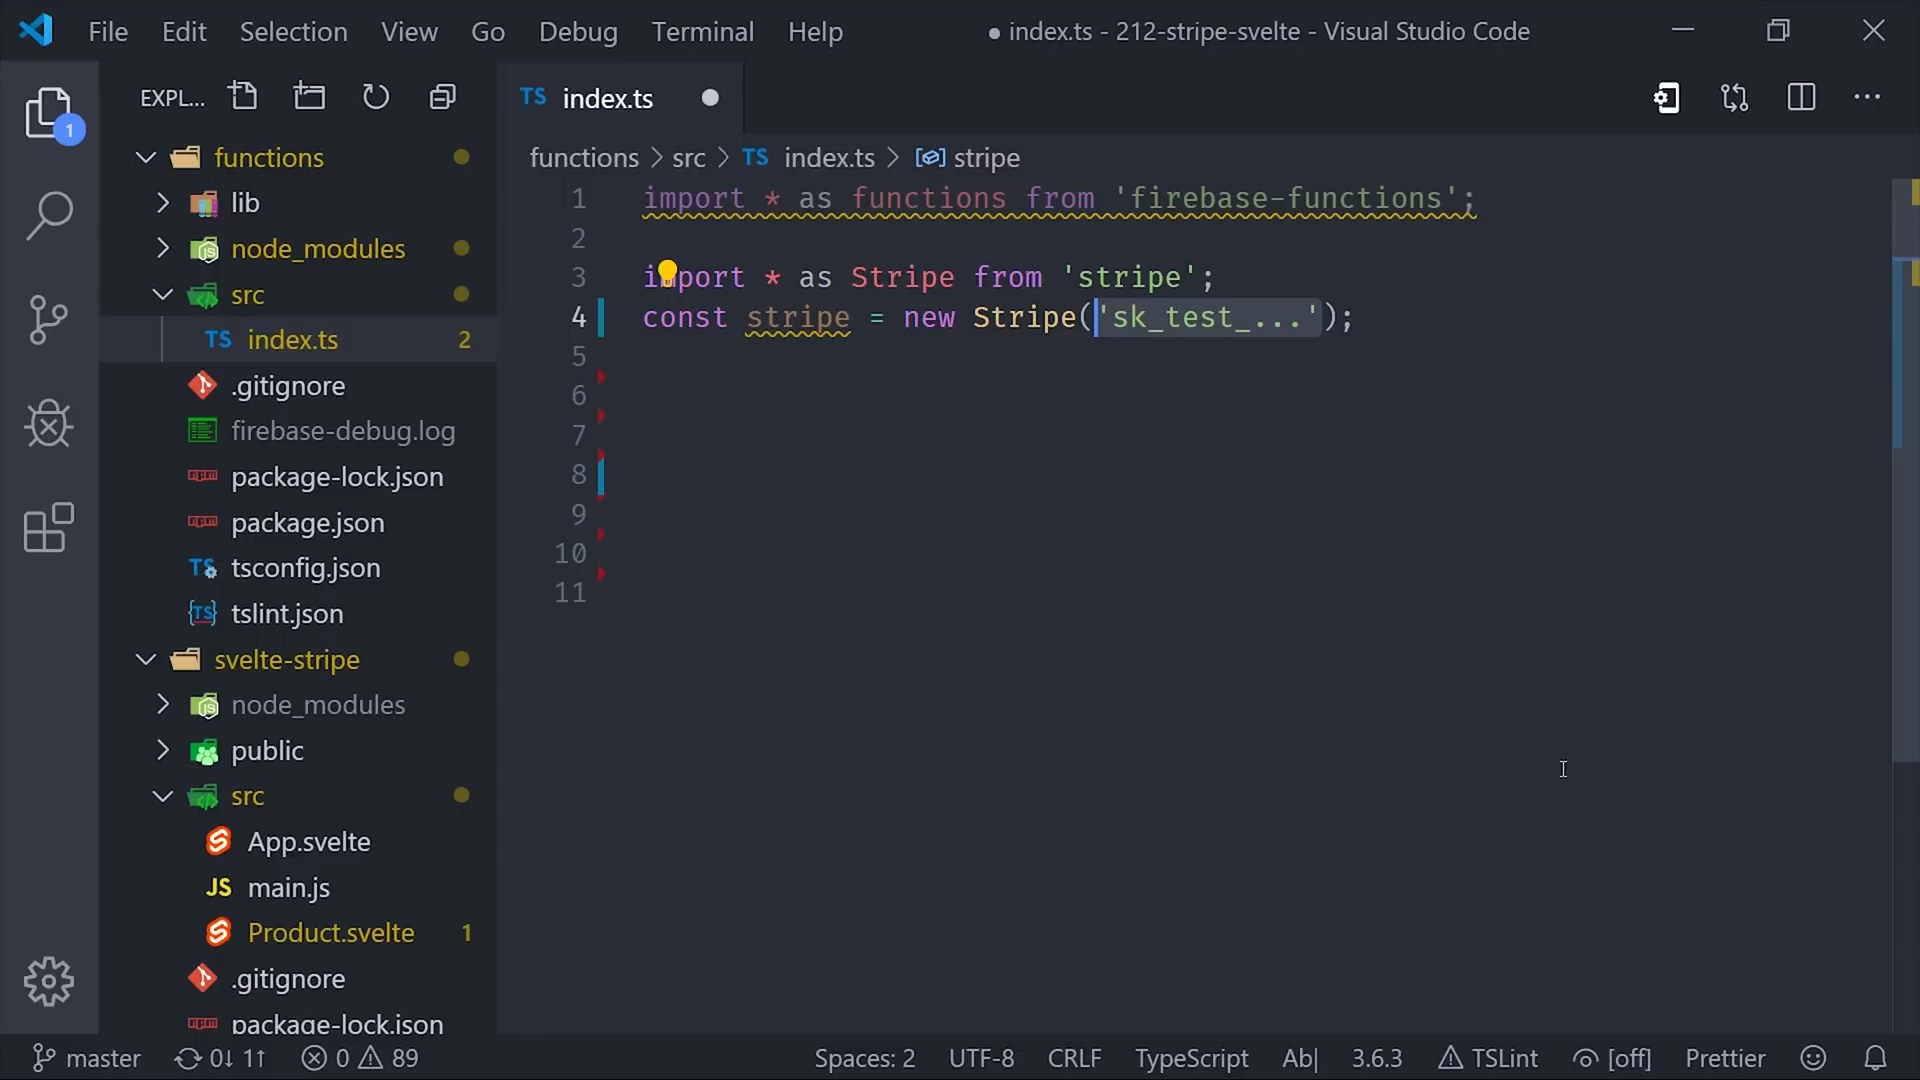 File Edit Selection View Go Debug Terminal Help
● index.ts - 212-stripe-svelte - Visual Studio Code
EXPL...
1
functions
lib
node_modules
src
TS index.ts 2
.gitignore
firebase-debug.log
package-lock.json
package.json
TS tsconfig.json
{TS} tslint.json
svelte-stripe
node_modules
public
src
App.svelte
JS main.js
Product.svelte 1
.gitignore
package-lock.json
TS index.ts ●
functions > src > TS index.ts > stripe
1 import * as functions from 'firebase-functions';
2
3 import * as Stripe from 'stripe';
4 const stripe = new Stripe('sk_test_...');
5
6
7
8
9
10
11
master 0↓ 1↑ 0 89
Spaces: 2 UTF-8 CRLF TypeScript Ab| 3.6.3 TSLint [off] Prettier